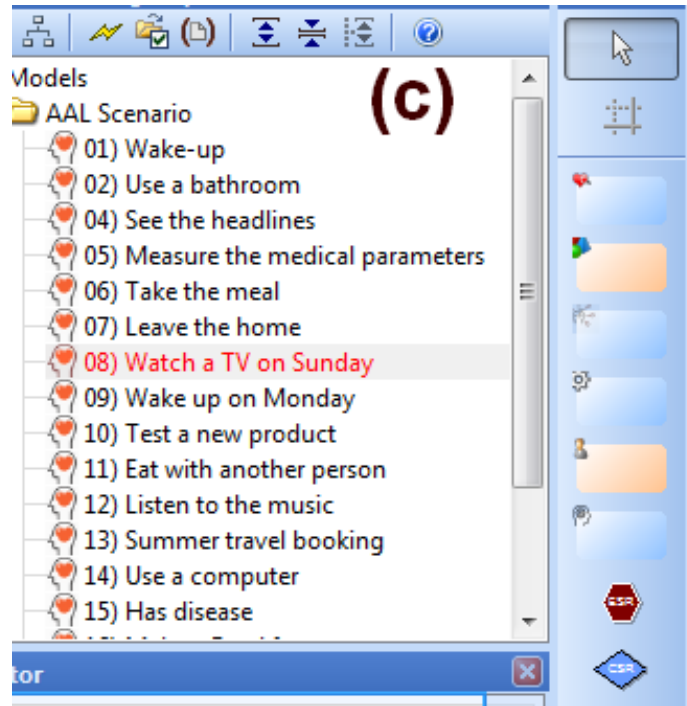 (c)
Models
AAL Scenario
01) Wake-up
02) Use a bathroom
04) See the headlines
05) Measure the medical parameters
06) Take the meal
07) Leave the home
08) Watch a TV on Sunday
09) Wake up on Monday
10) Test a new product
11) Eat with another person
12) Listen to the music
13) Summer travel booking
14) Use a computer
15) Has disease
CSR
CSR
tor